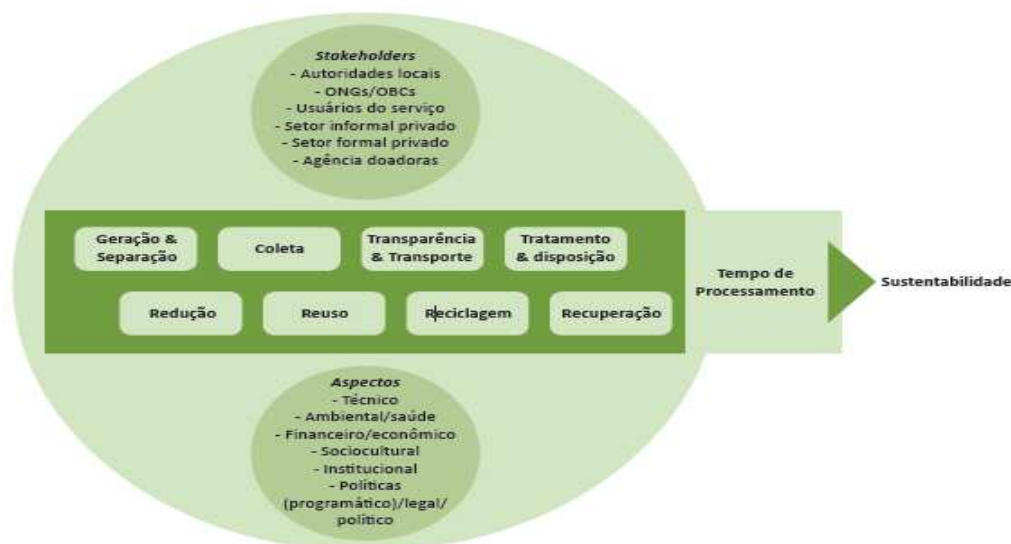 Stakeholders
- Autoridades locais
- ONGs/OBCs
- Usuários do serviço
- Setor informal privado
- Setor formal privado
- Agência doadoras
Geração &
Separação
Coleta
Transparência
& Transporte
Tratamento
& disposição
Redução
Reuso
Reciclagem
Recuperação
Tempo de
Processamento
Sustentabilidade
Aspectos
- Técnico
- Ambiental/saúde
- Financeiro/econômico
- Sociocultural
- Institucional
- Políticas
(programático)/legal/
político